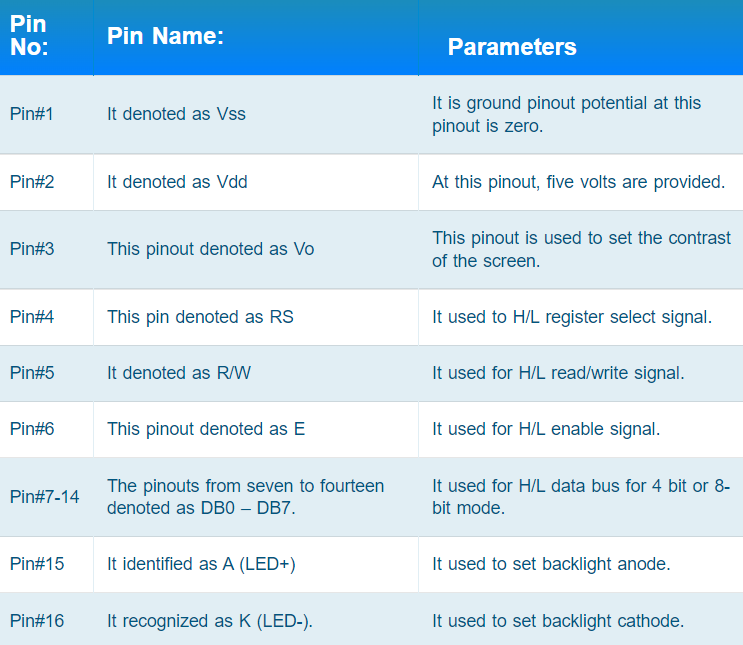 Pin
No:
Pin Name:
Parameters
Pin#1
It denoted as Vss
It is ground pinout potential at this
pinout is zero.
Pin#2
It denoted as Vdd
At this pinout, five volts are provided.
Pin#3
This pinout denoted as Vo
This pinout is used to set the contrast
of the screen.
Pin#4
This pin denoted as RS
It used to H/L register select signal.
Pin#5
It denoted as R/W
It used for H/L read/write signal.
Pin#6
This pinout denoted as E
It used for H/L enable signal.
Pin#7-14
The pinouts from seven to fourteen
denoted as DB0 – DB7.
It used for H/L data bus for 4 bit or 8-
bit mode.
Pin#15
It identified as A (LED+)
It used to set backlight anode.
Pin#16
It recognized as K (LED-).
It used to set backlight cathode.